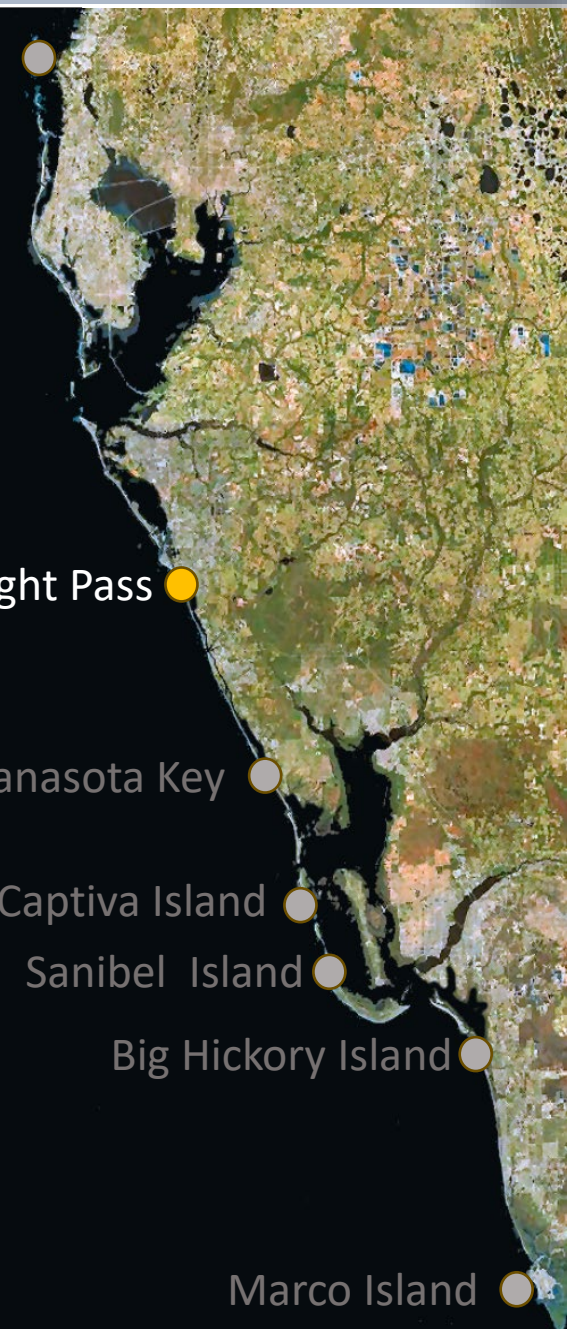 ght Pass
anasota Key
Captiva Island
Sanibel Island
Big Hickory Island
Marco Island